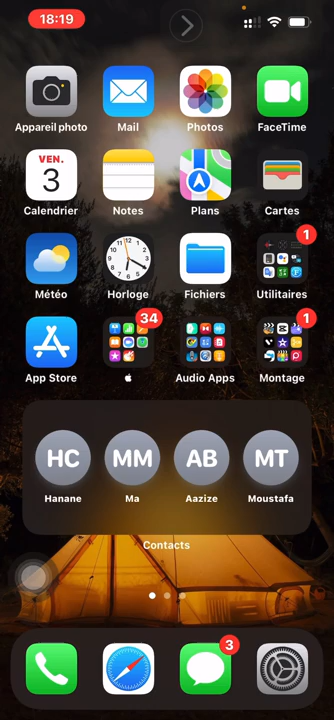 18:19
Appareil photo
Mail
Photos
FaceTime
VEN.
3
Calendrier
Notes
Plans
Cartes
12
Météo
Horloge
Fichiers
1
Utilitaires
App Store
34
Audio Apps
1
Montage
HC
MM
AB
MT
Hanane
Ma
Aazize
Moustafa
Contacts
3